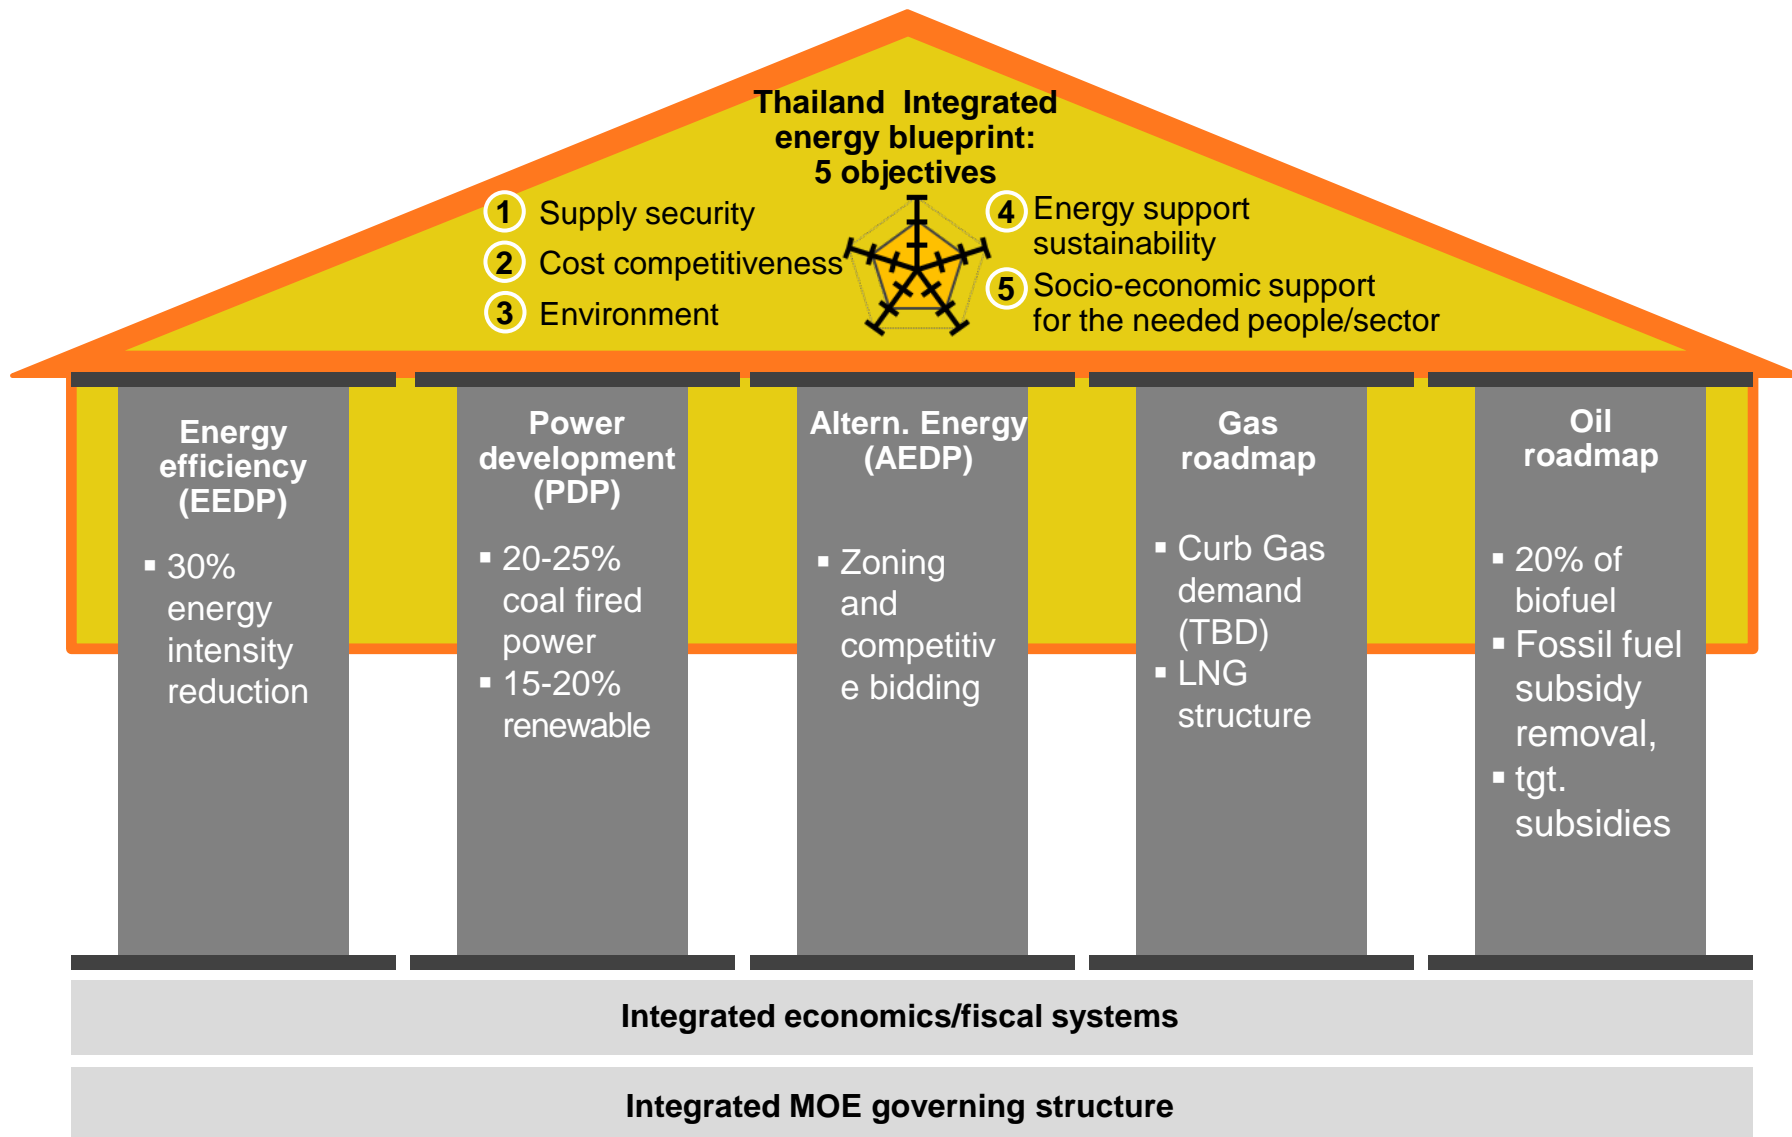 Thailand Integrated
energy blueprint:
5 objectives
1 Supply security
2 Cost competitiveness
3 Environment
4 Energy support
sustainability
5 Socio-economic support
for the needed people/sector
Energy
efficiency
(EEDP)
▪ 30%
energy
intensity
reduction
Power
development
(PDP)
▪ 20-25%
coal fired
power
▪ 15-20%
renewable
Altern. Energy
(AEDP)
▪ Zoning
and
competitiv
e bidding
Gas
roadmap
▪ Curb Gas
demand
(TBD)
▪ LNG
structure
Oil
roadmap
▪ 20% of
biofuel
▪ Fossil fuel
subsidy
removal,
▪ tgt.
subsidies
Integrated economics/fiscal systems
Integrated MOE governing structure